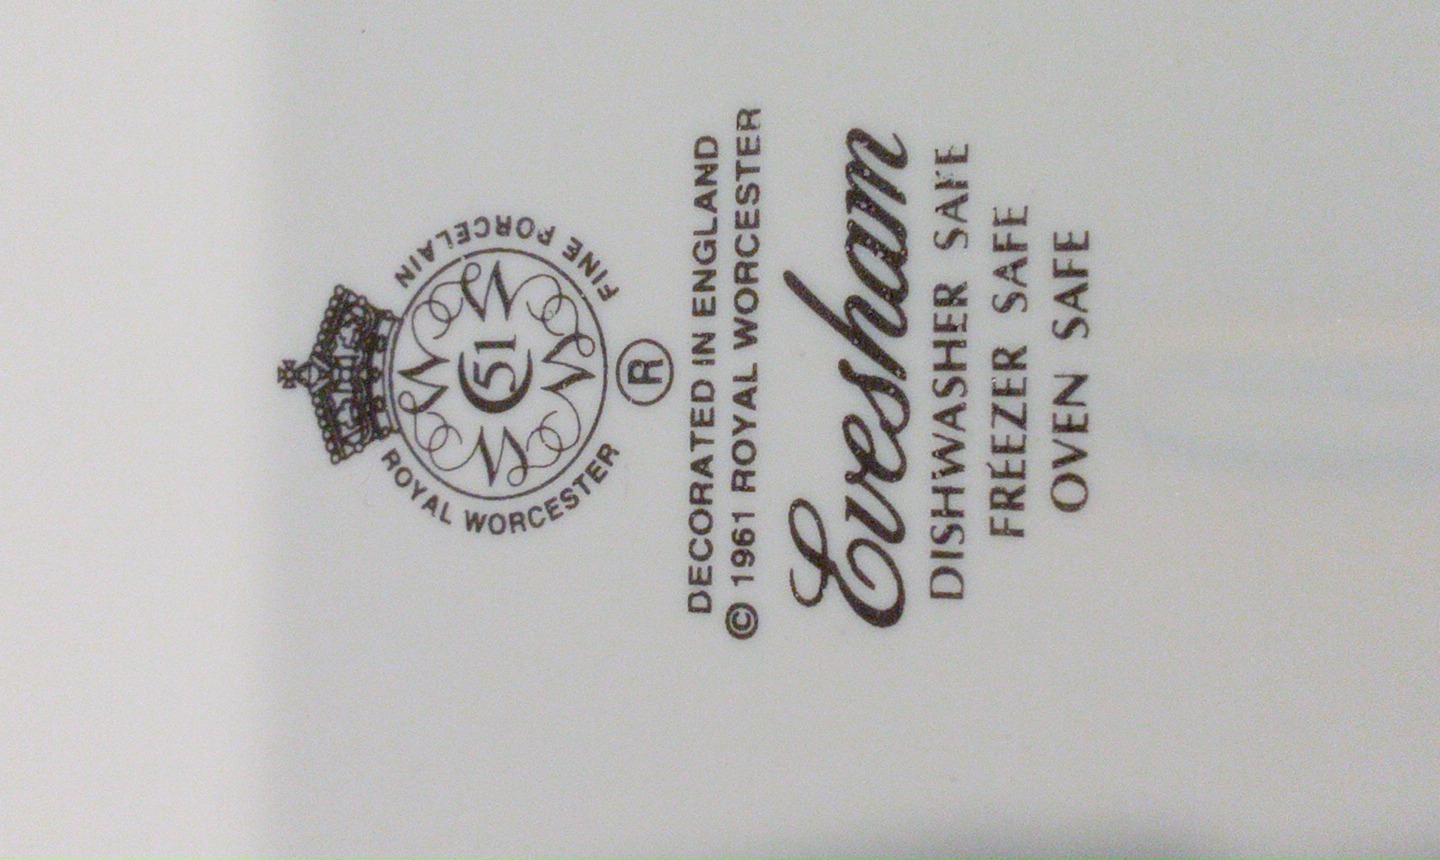 ROYAL WORCESTER
FINE PORCELAIN
51
®
DECORATED IN ENGLAND
© 1961 ROYAL WORCESTER
Evesham
DISHWASHER SAFE
FREEZER SAFE
OVEN SAFE